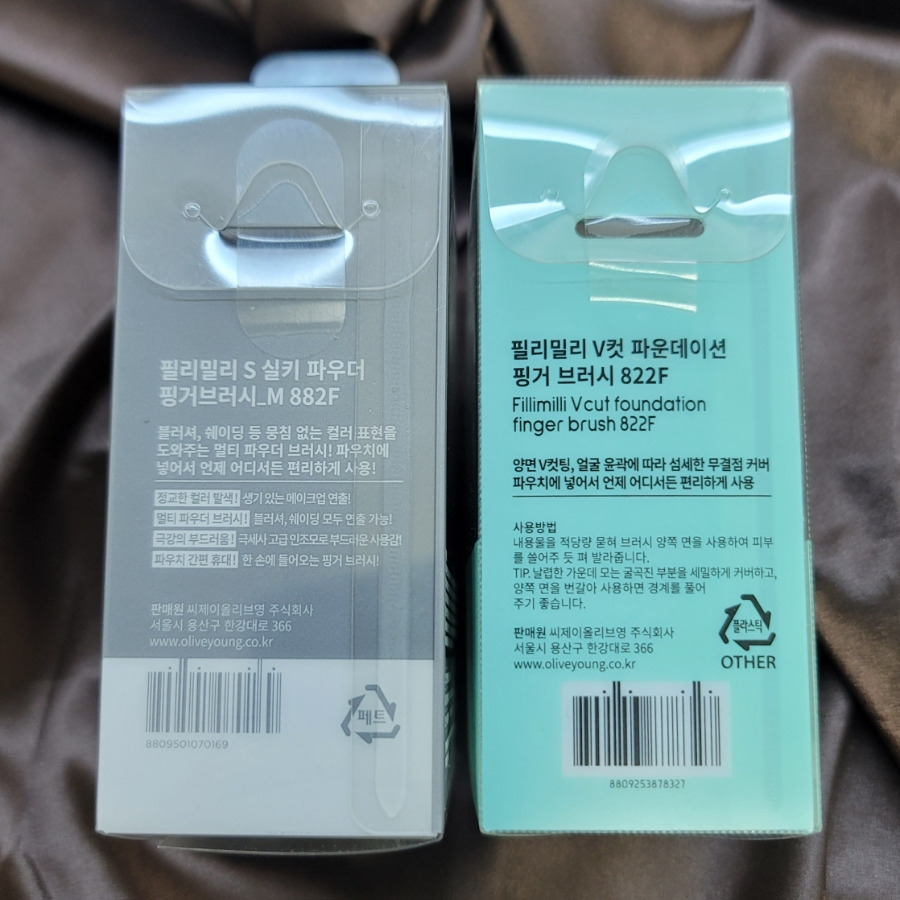 필리밀리 S 실키 파우더
핑거브러시_M 882F
블러셔, 쉐이딩 등 뭉침 없는 컬러 표현을
도와주는 멀티 파우더 브러시! 파우치에
넣어서 언제 어디서든 편리하게 사용!
정교한 컬러 발색! 생기 있는 메이크업 연출!
멀티 파우더 브러시! 블러셔, 쉐이딩 모두 연출 가능!
극강의 부드러움! 극세사 고급 인조모로 부드러운 사용감!
파우치 간편 휴대! 한 손에 들어오는 핑거 브러시!
판매원 씨제이올리브영 주식회사
서울시 용산구 한강대로 366
www.oliveyoung.co.kr
페트
8809501070169
필리밀리 V컷 파운데이션
핑거 브러시 822F
Fillimilli Vcut foundation
finger brush 822F
양면 V컷팅, 얼굴 윤곽에 따라 섬세한 무결점 커버
파우치에 넣어서 언제 어디서든 편리하게 사용
사용방법
내용물을 적당량 묻혀 브러시 양쪽 면을 사용하여 피부
를 쓸어주 듯 펴 발라줍니다.
TIP. 날렵한 가운데 모는 굴곡진 부분을 세밀하게 커버하고,
양쪽 면을 번갈아 사용하면 경계를 풀어
주기 좋습니다.
판매원 씨제이올리브영 주식회사
서울시 용산구 한강대로 366
www.oliveyoung.co.kr
플라스틱
OTHER
8809253878327